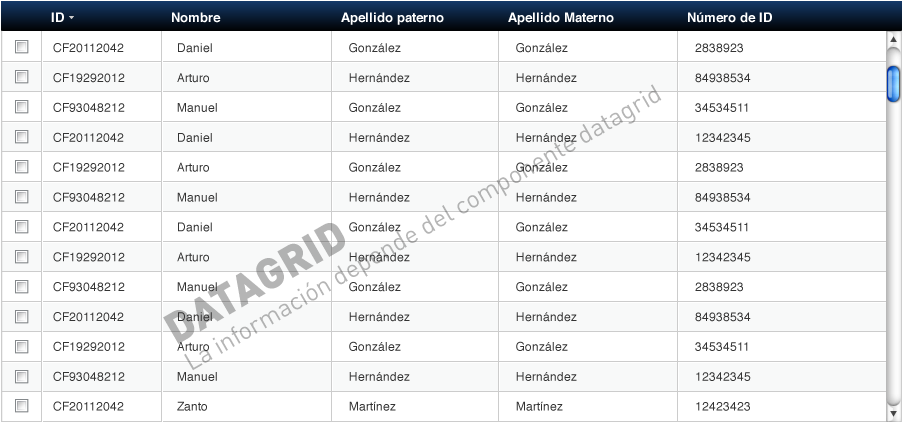 ID Nombre Apellido paterno Apellido Materno Número de ID
CF20112042 Daniel González González 2838923
CF19292012 Arturo Hernández Hernández 84938534
CF93048212 Manuel González González 34534511
CF20112042 Daniel Hernández Hernández 12342345
CF19292012 Arturo González González 2838923
CF93048212 Manuel Hernández Hernández 84938534
CF20112042 Daniel González González 34534511
CF19292012 Arturo Hernández Hernández 12342345
CF93048212 Manuel González González 2838923
CF20112042 Daniel Hernández Hernández 84938534
CF19292012 Arturo González González 34534511
CF93048212 Manuel Hernández Hernández 12342345
CF20112042 Zanto Martínez Martínez 12423423
DATAGRID
La información depende del componente datagrid